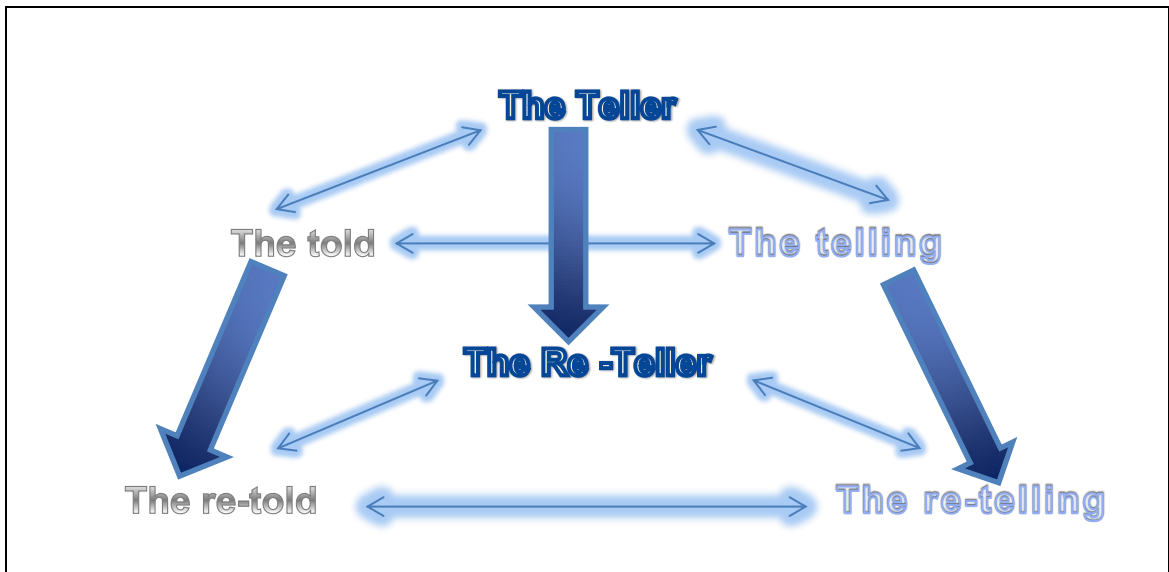 The Teller
The told
The telling
The Re -Teller
The re-told
The re-telling